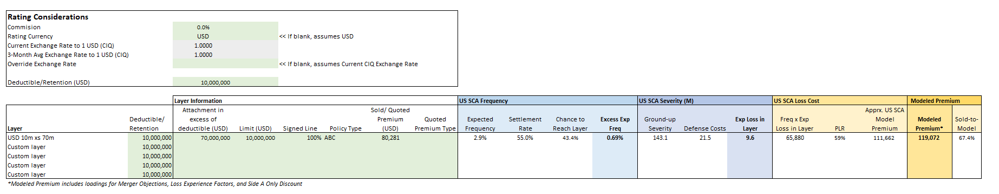 Rating Considerations
Commision 0.0%
Rating Currency USD << If blank, assumes USD
Current Exchange Rate to 1 USD (CIQ) 1.0000
3-Month Avg Exchange Rate to 1 USD (CIQ) 1.0000
Override Exchange Rate << If blank, assumes Current CIQ Exchange Rate
Deductible/Retention (USD) 10,000,000
Layer Information US SCA Frequency US SCA Severity (M) US SCA Loss Cost Modeled Premium
Attachment in Sold/ Quoted Apprx. US SCA
Deductible/ excess of Premium Quoted Expected Settlement Chance to Excess Exp Ground-up Exp Loss in Freq x Exp Model Modeled Sold-to-
Layer Retention deductible (USD) Limit (USD) Signed Line Policy Type (USD) Premium Type Frequency Rate Reach Layer Freq Severity Defense Costs Layer Loss in Layer PLR Premium Premium* Model
USD 10m xs 70m 10,000,000 70,000,000 10,000,000 100% ABC 80,281 2.9% 55.0% 43.4% 0.69% 143.1 21.5 9.6 65,880 59% 111,662 119,072 67.4%
Custom layer 10,000,000
Custom layer 10,000,000
Custom layer 10,000,000
Custom layer 10,000,000
*Modeled Premium includes loadings for Merger Objections, Loss Experience Factors, and Side A Only Discount